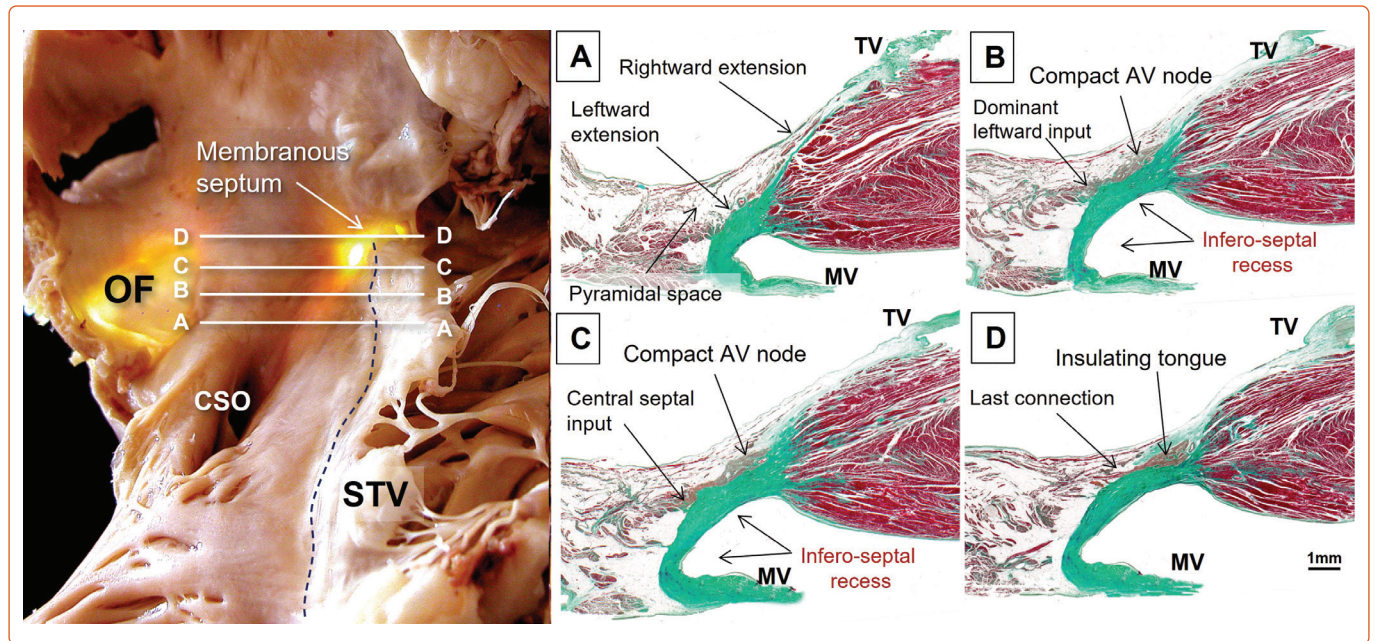 Membranous
septum
D
D
C
C
B
B
A
A
OF
CSO
STV
A
TV
Rightward extension
Leftward
extension
Pyramidal space
MV
B
TV
Compact AV node
Dominant
leftward input
Infero-septal
recess
MV
C
Compact AV node
Central septal
input
Infero-septal
recess
MV
D
TV
Insulating tongue
Last connection
MV
1mm